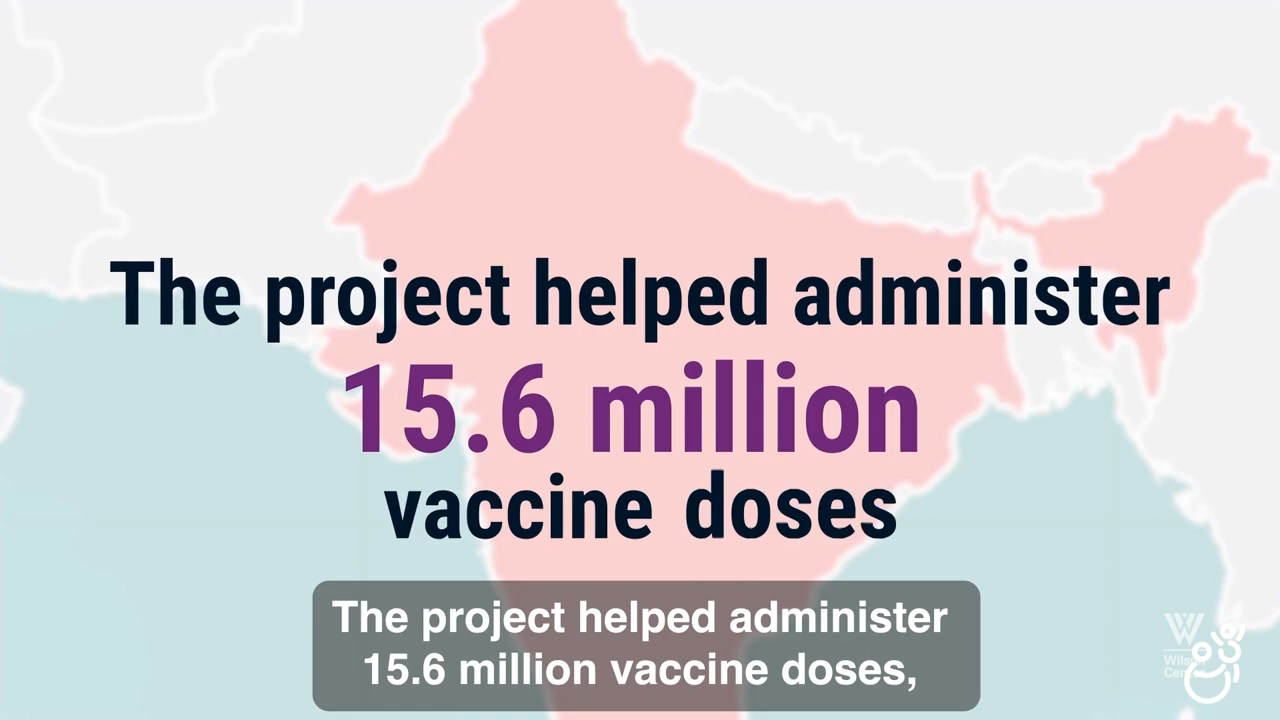 The project helped administer
15.6 million
vaccine doses
The project helped administer
15.6 million vaccine doses,
W